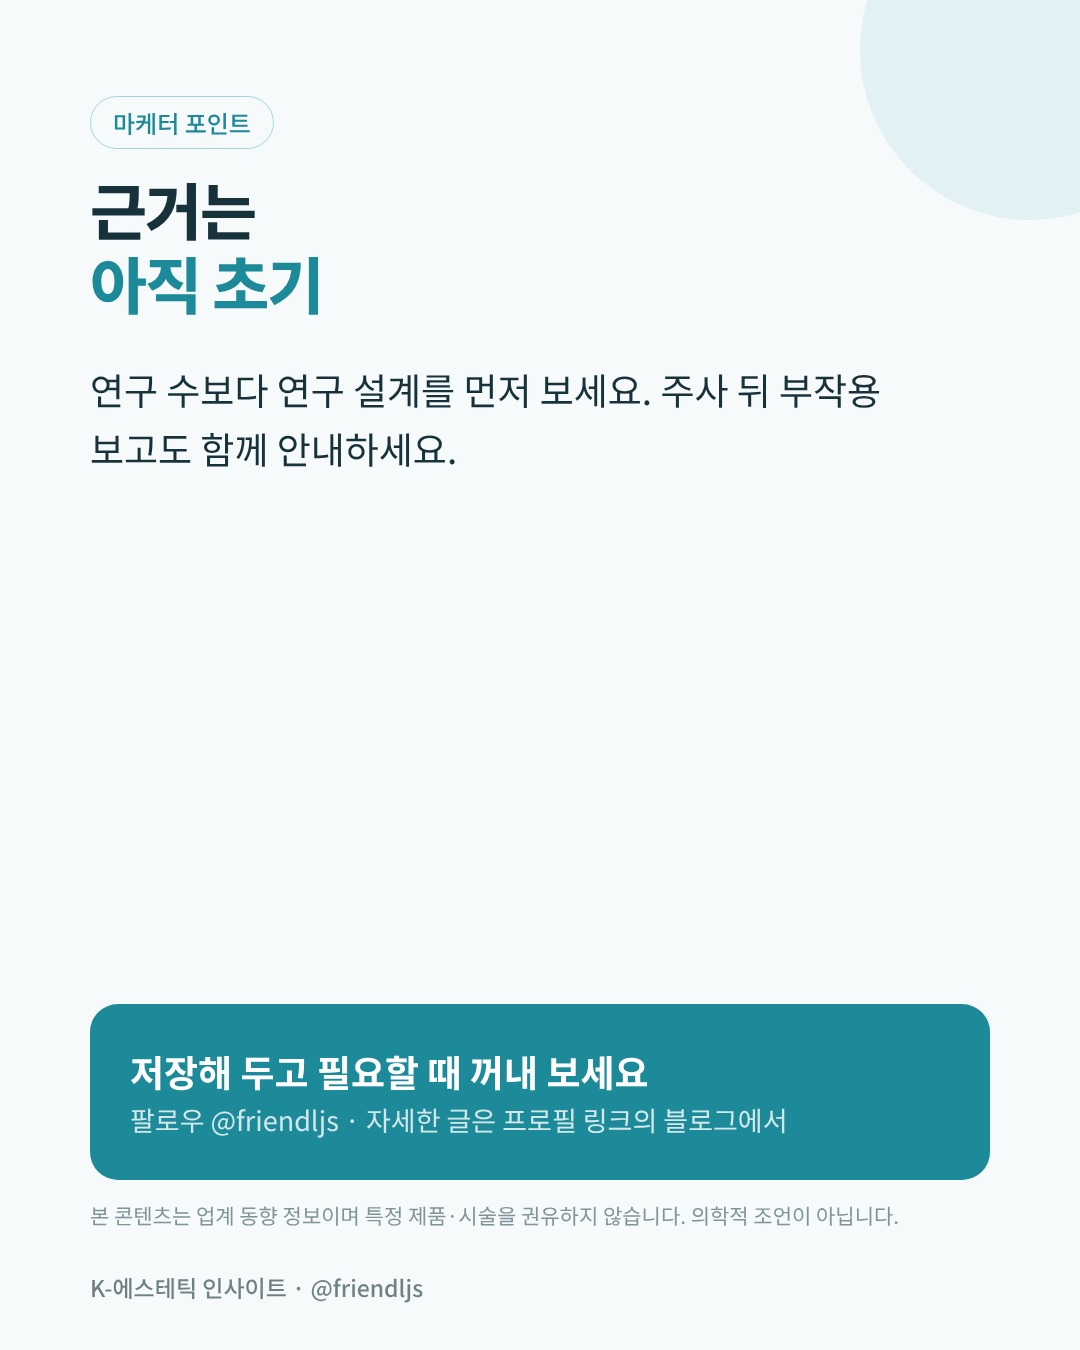 마케터 포인트
근거는
아직 초기
연구 수보다 연구 설계를 먼저 보세요. 주사 뒤 부작용
보고도 함께 안내하세요.
저장해 두고 필요할 때 꺼내 보세요
팔로우 @friendljs · 자세한 글은 프로필 링크의 블로그에서
본 콘텐츠는 업계 동향 정보이며 특정 제품·시술을 권유하지 않습니다. 의학적 조언이 아닙니다.
K-에스테틱 인사이트 · @friendljs